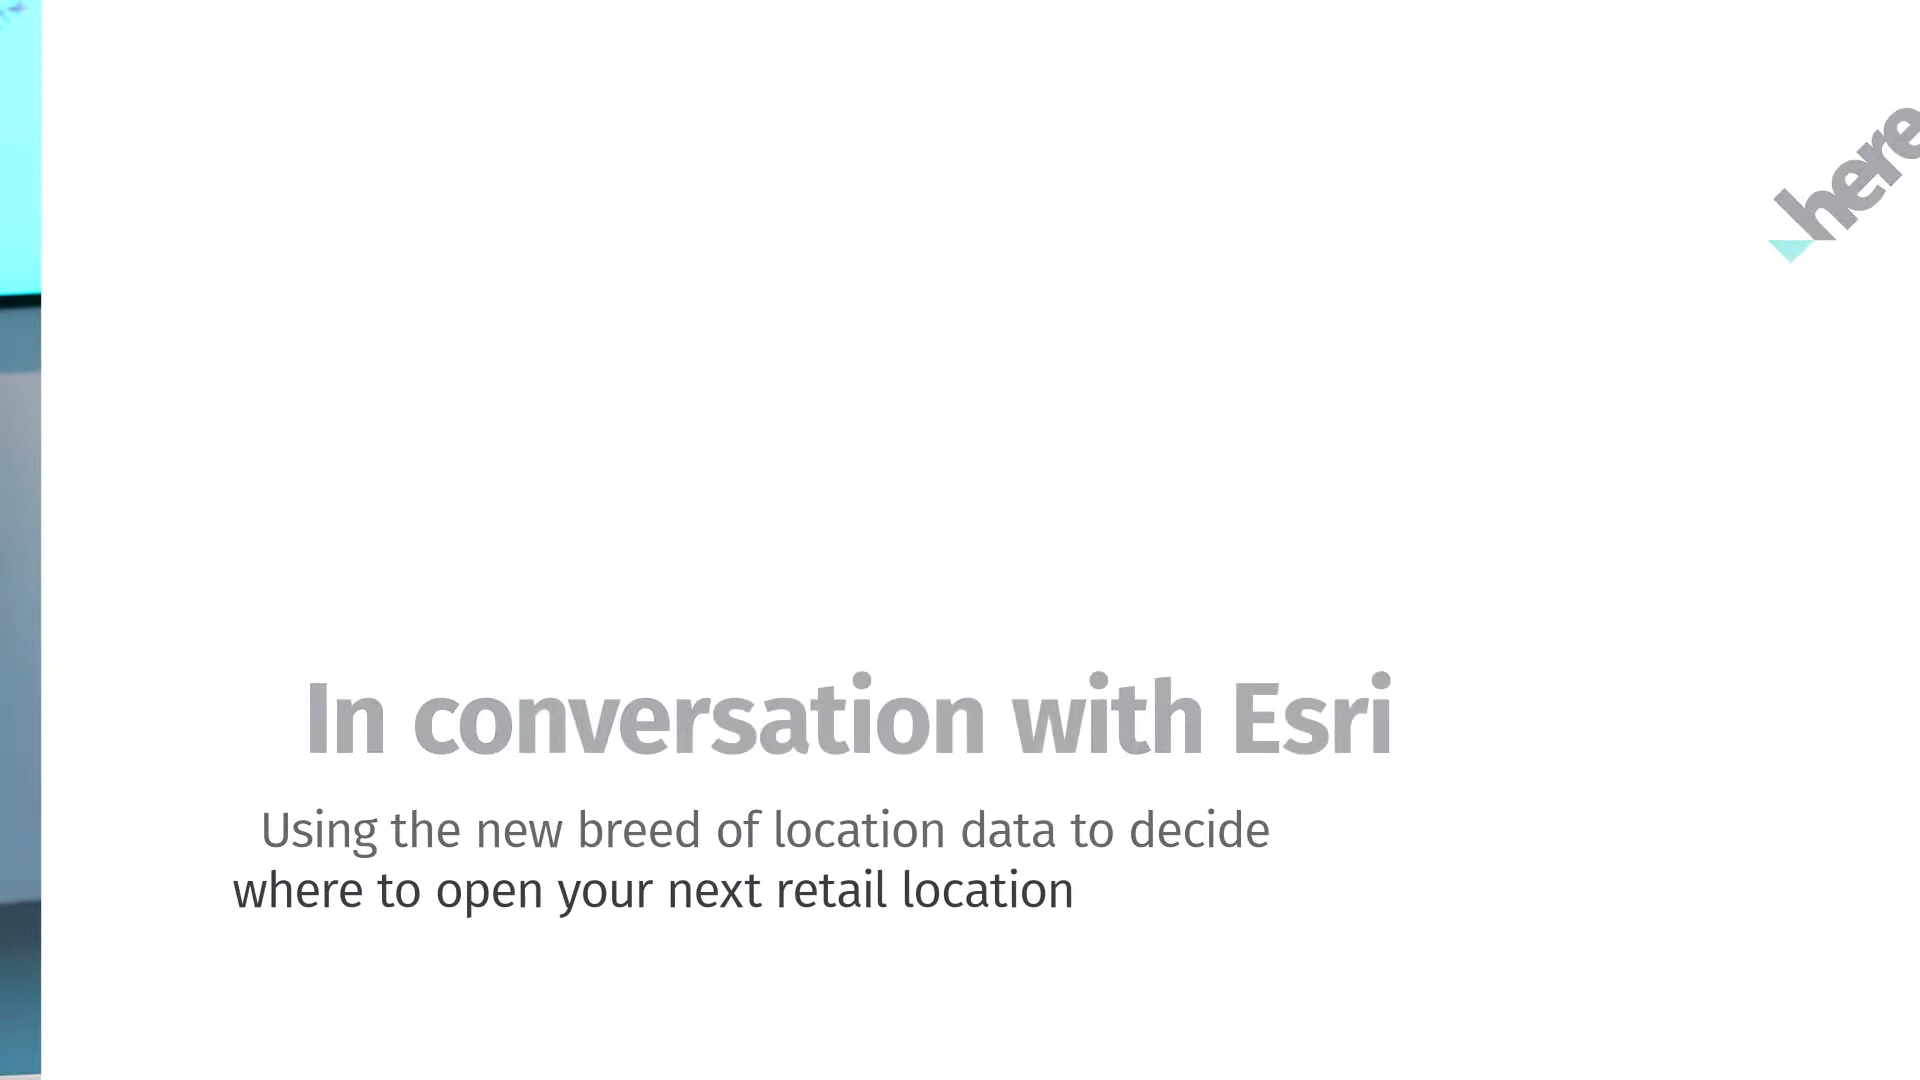 here
In conversation with Esri
Using the new breed of location data to decide
where to open your next retail location